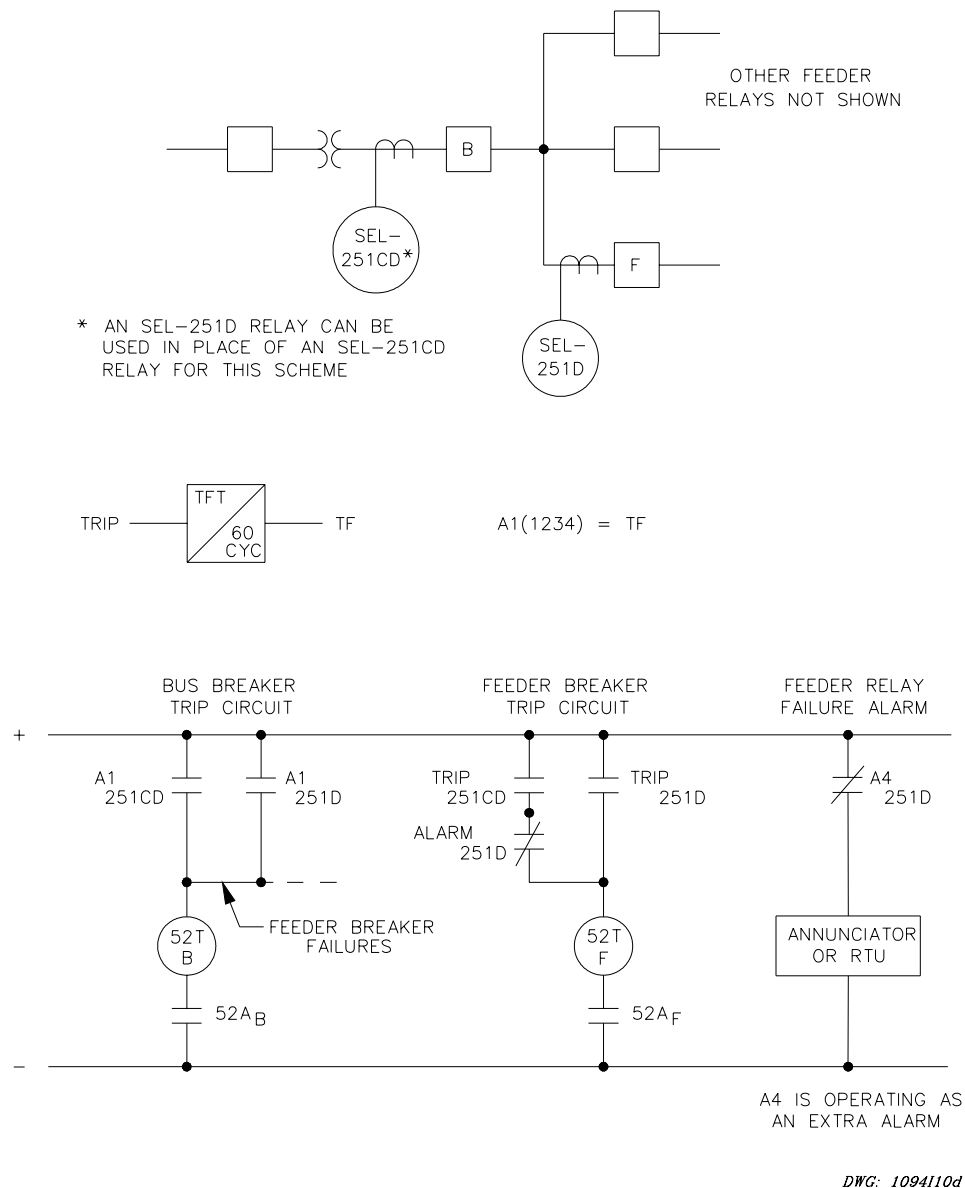 OTHER FEEDER
RELAYS NOT SHOWN
B
SEL-
251CD*
F
* AN SEL-251D RELAY CAN BE
USED IN PLACE OF AN SEL-251CD
RELAY FOR THIS SCHEME
SEL-
251D
TRIP
TFT
60
CYC
TF
A1(1234) = TF
BUS BREAKER
TRIP CIRCUIT
FEEDER BREAKER
TRIP CIRCUIT
FEEDER RELAY
FAILURE ALARM
+
A1
251CD
A1
251D
TRIP
251CD
TRIP
251D
A4
251D
ALARM
251D
FEEDER BREAKER
FAILURES
52T
B
52T
F
ANNUNCIATOR
OR RTU
52AB
52AF
-
A4 IS OPERATING AS
AN EXTRA ALARM
DWG: 1094I10d